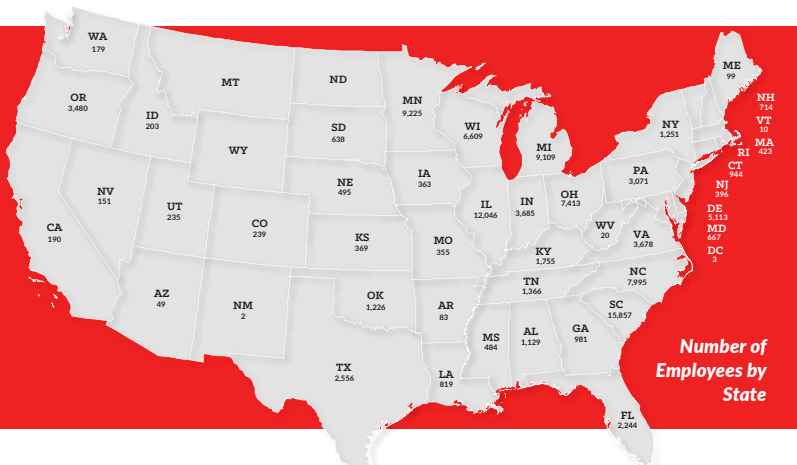 WA
179
OR
3,480
ID
203
MT
ND
MN
9,225
WI
6,609
MI
9,109
NY
1,251
ME
99
NH
714
VT
10
MA
423
RI
CT
944
NJ
396
DE
5,113
MD
667
DC
3
WY
SD
638
NE
495
IA
363
IL
12,046
IN
3,685
OH
7,413
PA
3,071
WV
20
VA
3,678
NV
151
UT
235
CO
239
CA
190
KS
369
MO
355
KY
1,755
TN
1,366
NC
7,995
SC
15,857
AZ
49
NM
2
OK
1,226
AR
83
MS
484
AL
1,129
GA
981
TX
2,556
LA
819
FL
2,244
Number of
Employees by
State